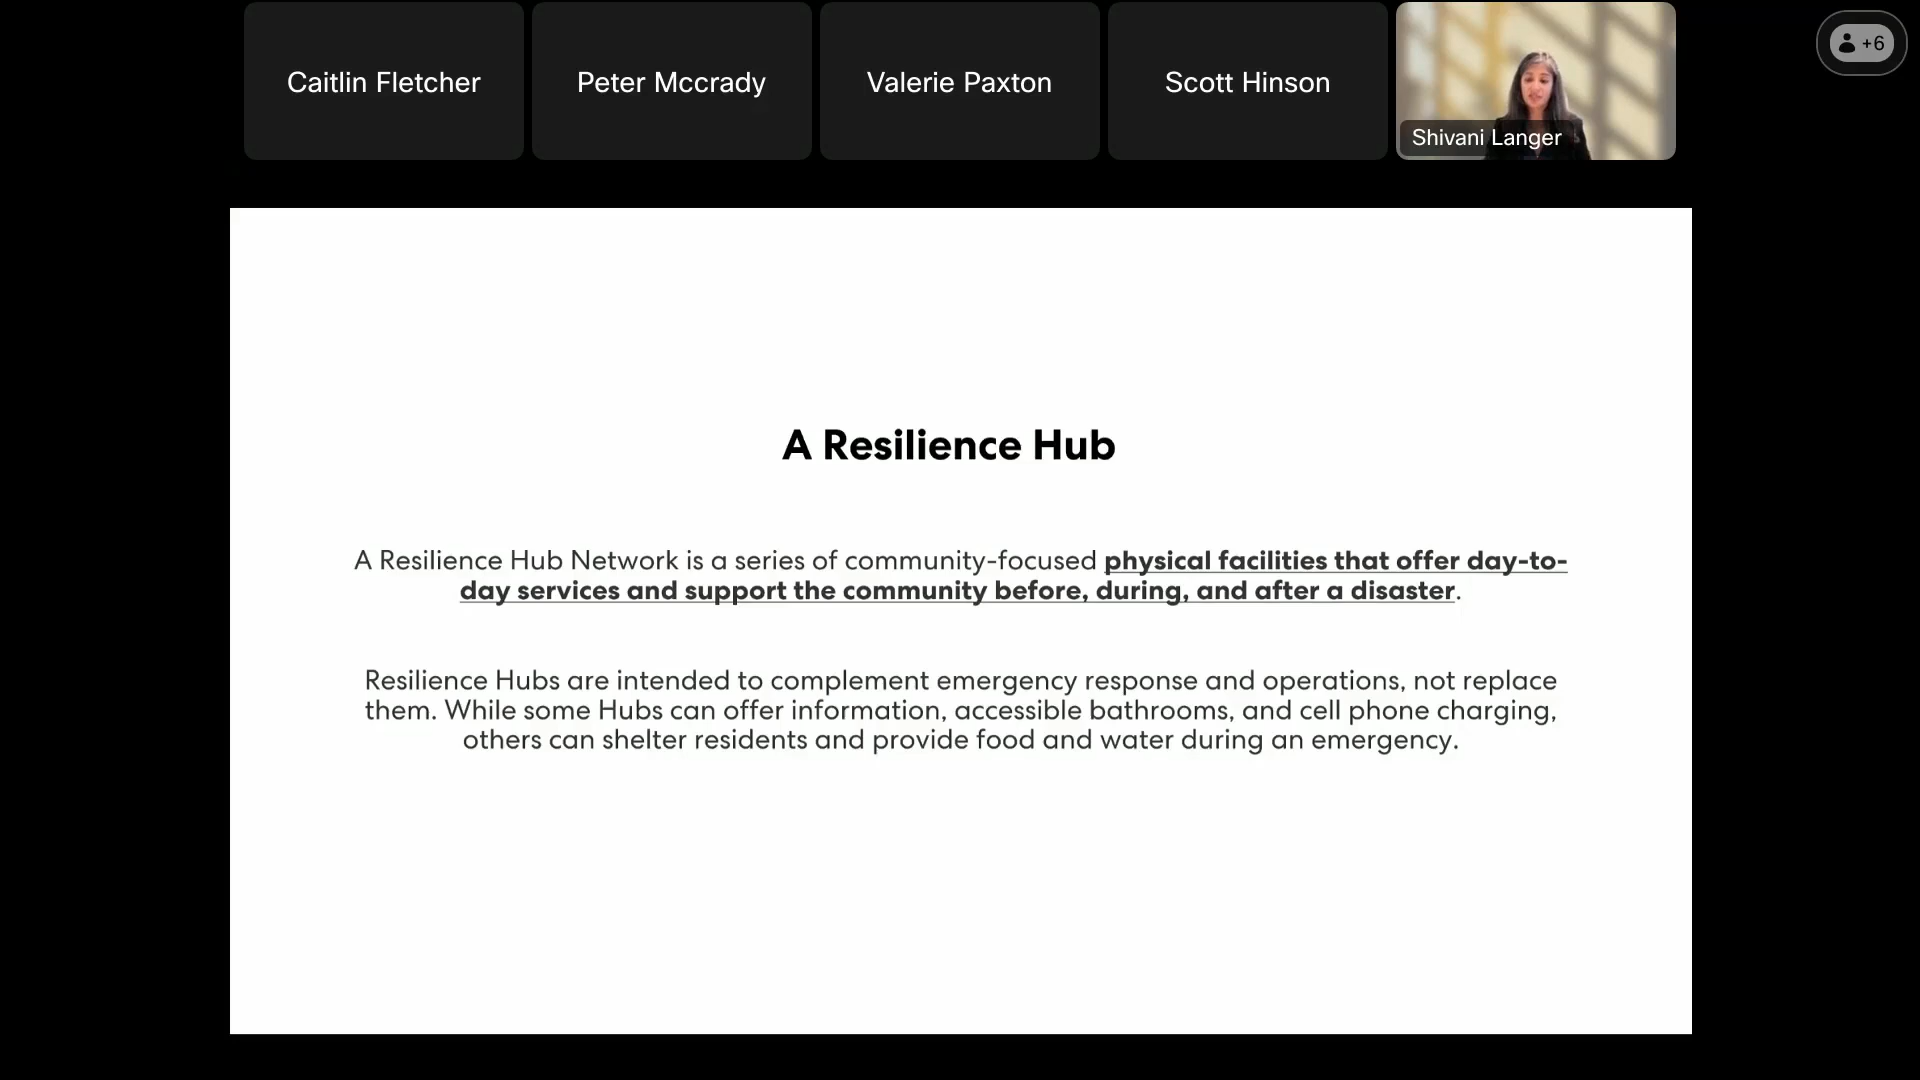 Caitlin Fletcher
Peter Mccrady
Valerie Paxton
Scott Hinson
Shivani Langer
+6
A Resilience Hub
A Resilience Hub Network is a series of community-focused physical facilities that offer day-to-
day services and support the community before, during, and after a disaster.
Resilience Hubs are intended to complement emergency response and operations, not replace
them. While some Hubs can offer information, accessible bathrooms, and cell phone charging,
others can shelter residents and provide food and water during an emergency.